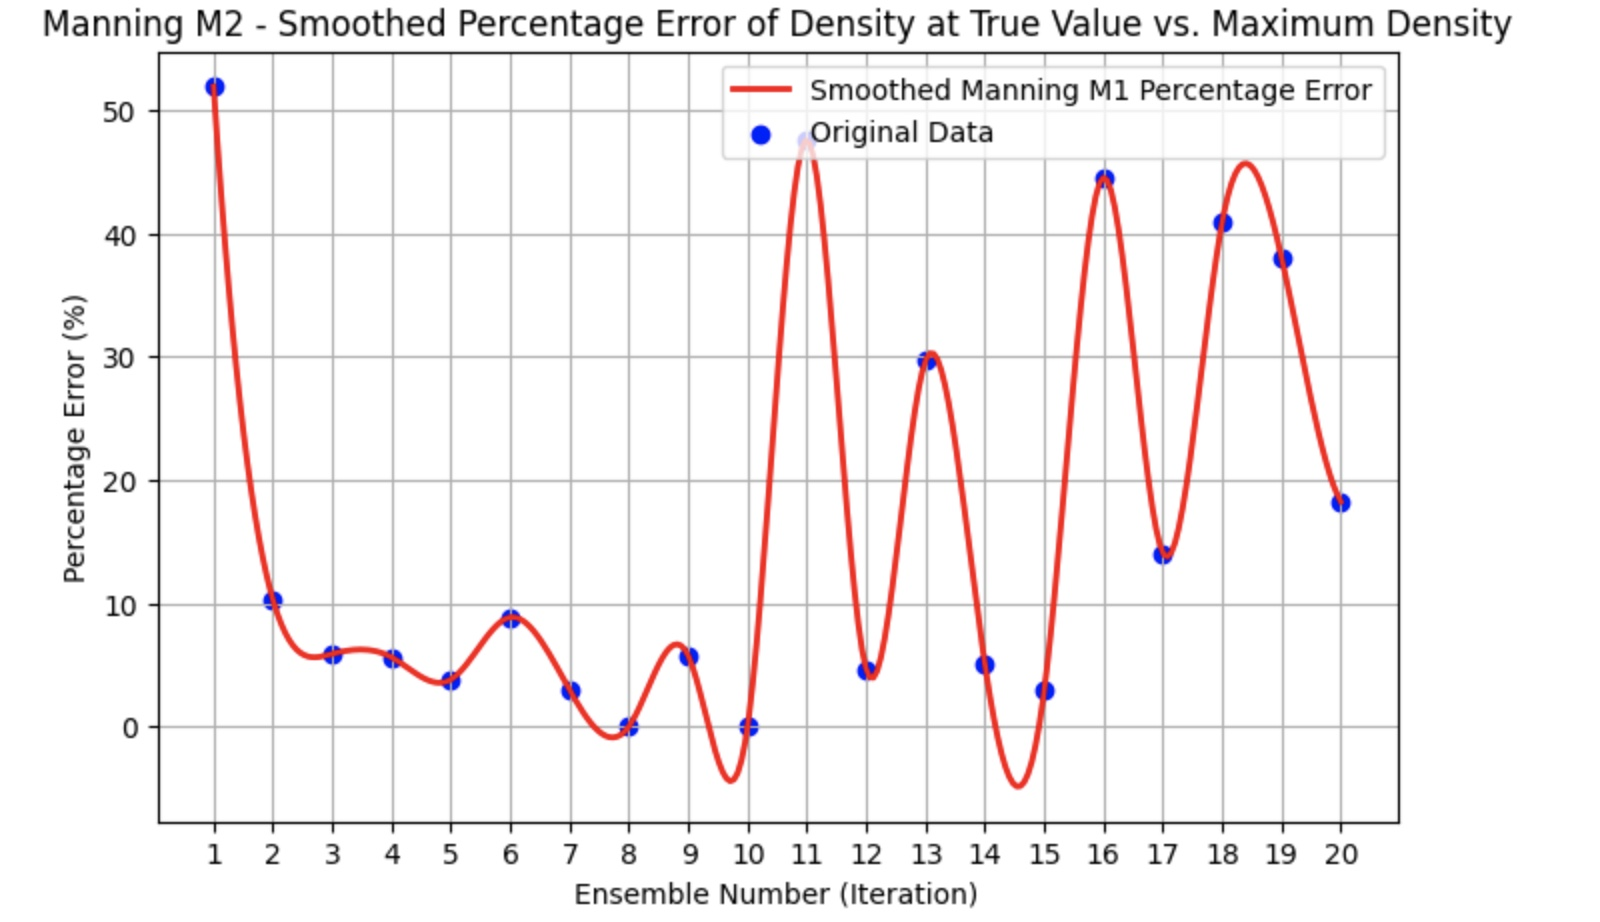 Manning M2 - Smoothed Percentage Error of Density at True Value vs. Maximum Density
Smoothed Manning M1 Percentage Error
Original Data
Percentage Error (%)
50
40
30
20
10
0
1 2 3 4 5 6 7 8 9 10 11 12 13 14 15 16 17 18 19 20
Ensemble Number (Iteration)